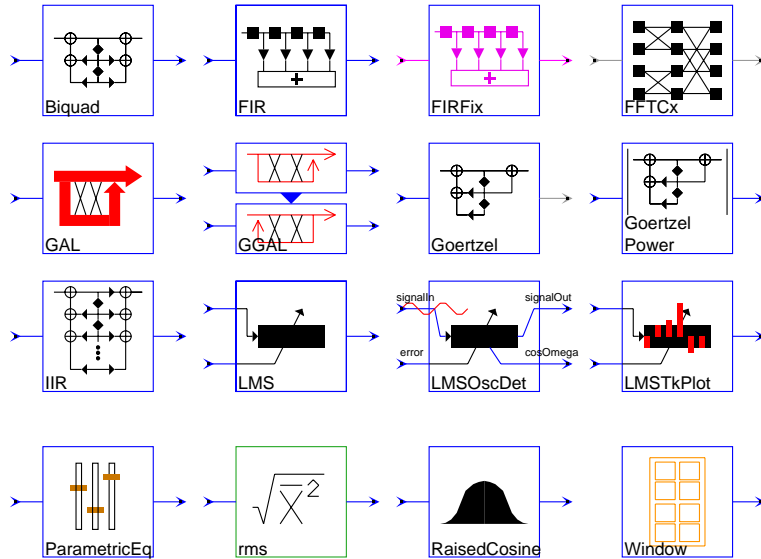 Biquad
FIR
FIRFix
FFTCx
GAL
GGAL
Goertzel
Goertzel
Power
IIR
LMS
signalIn
signalOut
error
cosOmega
LMSOscDet
LMSTkPlot
ParametricEq
X 2
rms
RaisedCosine
Window